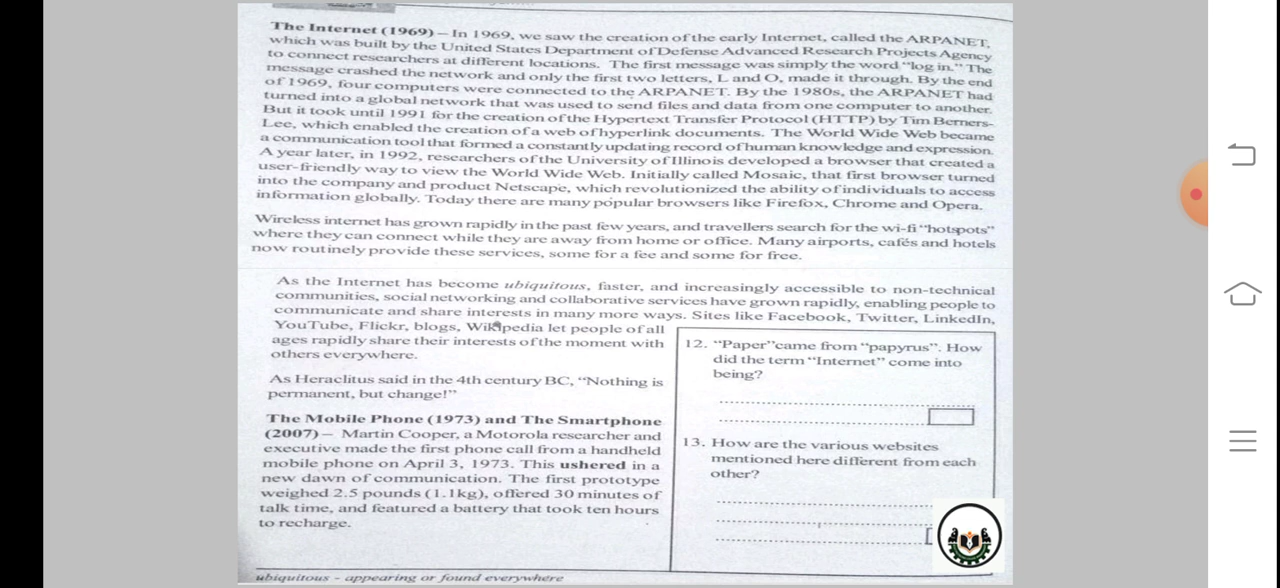 The Internet (1969) – In 1969, we saw the creation of the early Internet, called the ARPANET,
which was built by the United States Department of Defense Advanced Research Projects Agency
to connect researchers at different locations. The first message was simply the word "log in." The
message crashed the network and only the first two letters, L and O, made it through. By the end
of 1969, four computers were connected to the ARPANET. By the 1980s, the ARPANET had
turned into a global network that was used to send files and data from one computer to another.
But it took until 1991 for the creation of the Hypertext Transfer Protocol (HTTP) by Tim Berners-
Lee, which enabled the creation of a web of hyperlink documents. The World Wide Web became
a communication tool that formed a constantly updating record of human knowledge and expression.
A year later, in 1992, researchers of the University of Illinois developed a browser that created a
user-friendly way to view the World Wide Web. Initially called Mosaic, that first browser turned
into the company and product Netscape, which revolutionized the ability of individuals to access
information globally. Today there are many popular browsers like Firefox, Chrome and Opera.
Wireless internet has grown rapidly in the past few years, and travellers search for the wi-fi "hotspots"
where they can connect while they are away from home or office. Many airports, cafés and hotels
now routinely provide these services, some for a fee and some for free.
As the Internet has become ubiquitous, faster, and increasingly accessible to non-technical
communities, social networking and collaborative services have grown rapidly, enabling people to
communicate and share interests in many more ways. Sites like Facebook, Twitter, LinkedIn,
YouTube, Flickr, blogs, Wikipedia let people of all
ages rapidly share their interests of the moment with
others everywhere.
As Heraclitus said in the 4th century BC, "Nothing is
permanent, but change!"
The Mobile Phone (1973) and The Smartphone
(2007) – Martin Cooper, a Motorola researcher and
executive made the first phone call from a handheld
mobile phone on April 3, 1973. This ushered in a
new dawn of communication. The first prototype
weighed 2.5 pounds (1.1kg), offered 30 minutes of
talk time, and featured a battery that took ten hours
to recharge.
12. "Paper"came from "papyrus". How
did the term "Internet" come into
being?
13. How are the various websites
mentioned here different from each
other?
ubiquitous - appearing or found everywhere